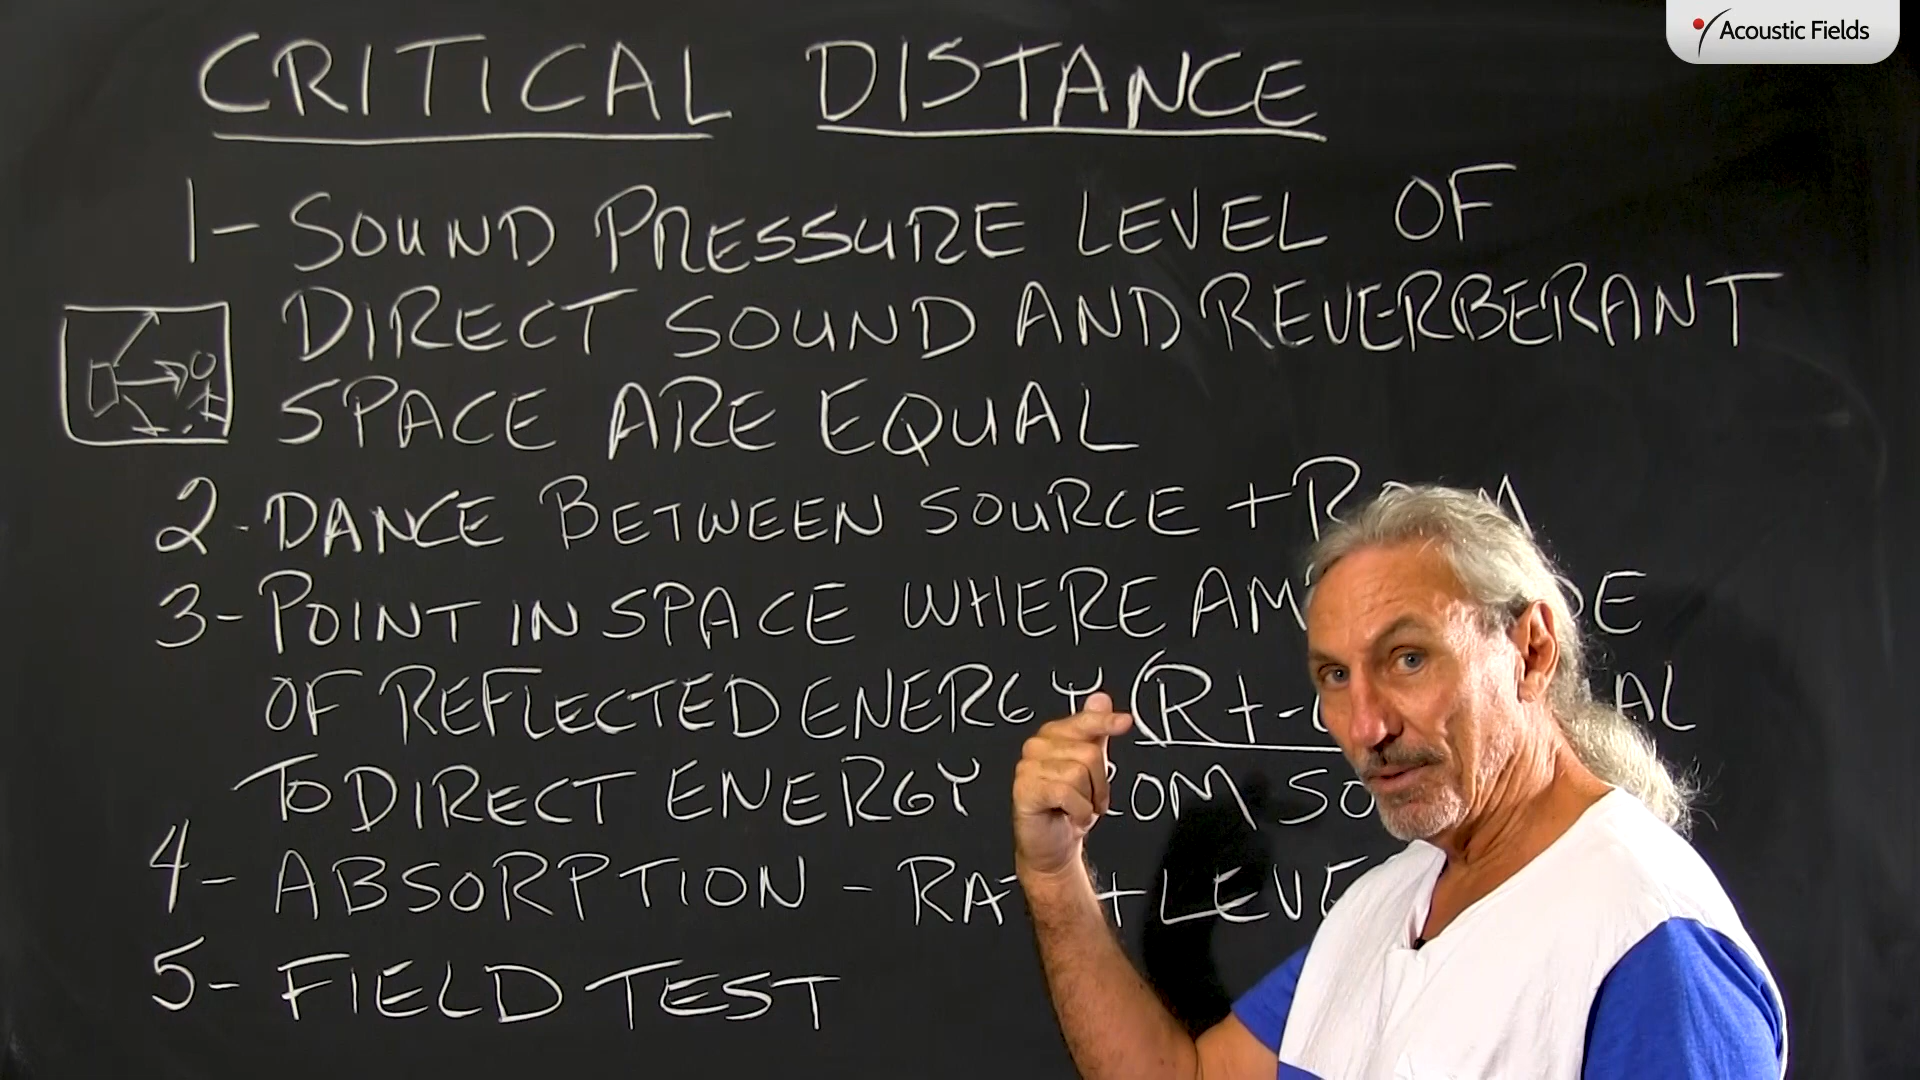 Acoustic Fields
CRITICAL DISTANCE
1- SOUND PRESSURE LEVEL OF
DIRECT SOUND AND REVERBERANT
SPACE ARE EQUAL
2- DANCE BETWEEN SOURCE +
3- POINT IN SPACE WHERE
OF REFLECTED ENERGY (R+-
TO DIRECT ENERGY
4- ABSORPTION - + LEVE
5- FIELD TEST